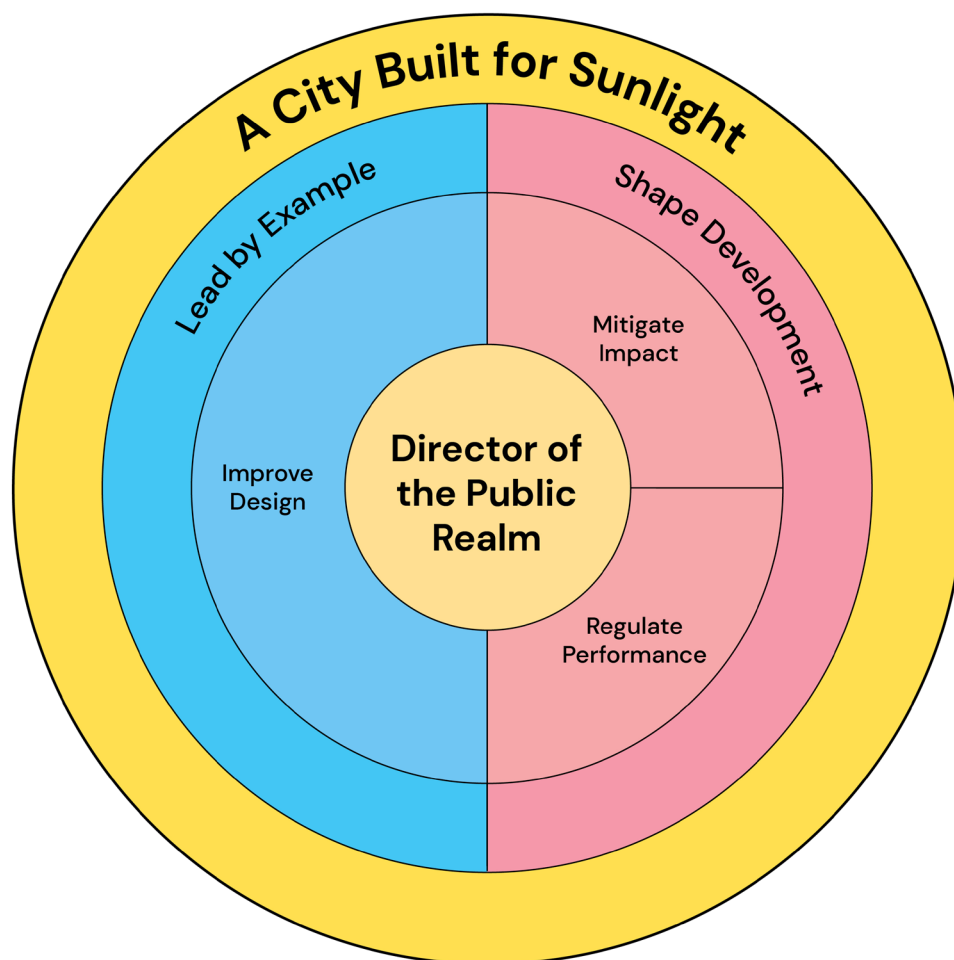 A City Built for Sunlight
Lead by Example
Shape Development
Mitigate
Impact
Improve
Design
Director of
the Public
Realm
Regulate
Performance